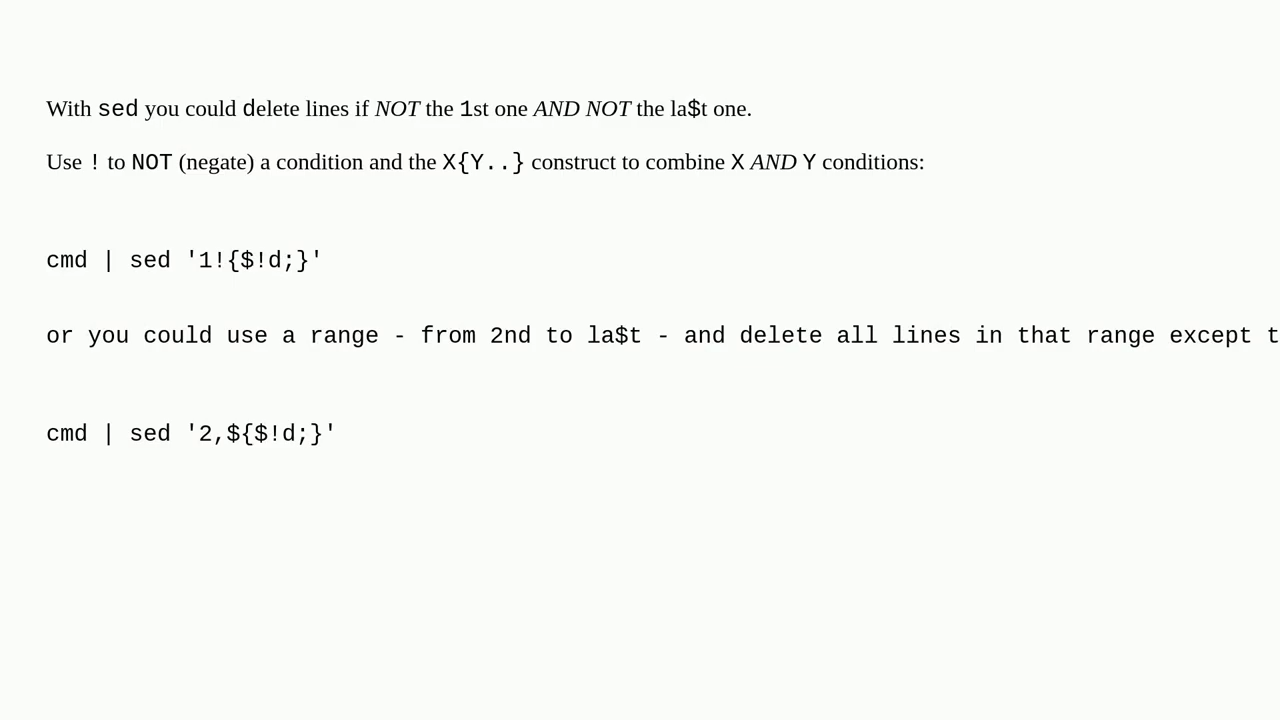 With sed you could delete lines if NOT the 1st one AND NOT the la$t one.
Use ! to NOT (negate) a condition and the X{Y..} construct to combine X AND Y conditions:
cmd | sed '1!{$!d;}'
or you could use a range - from 2nd to la$t - and delete all lines in that range except
cmd | sed '2,${$!d;}'